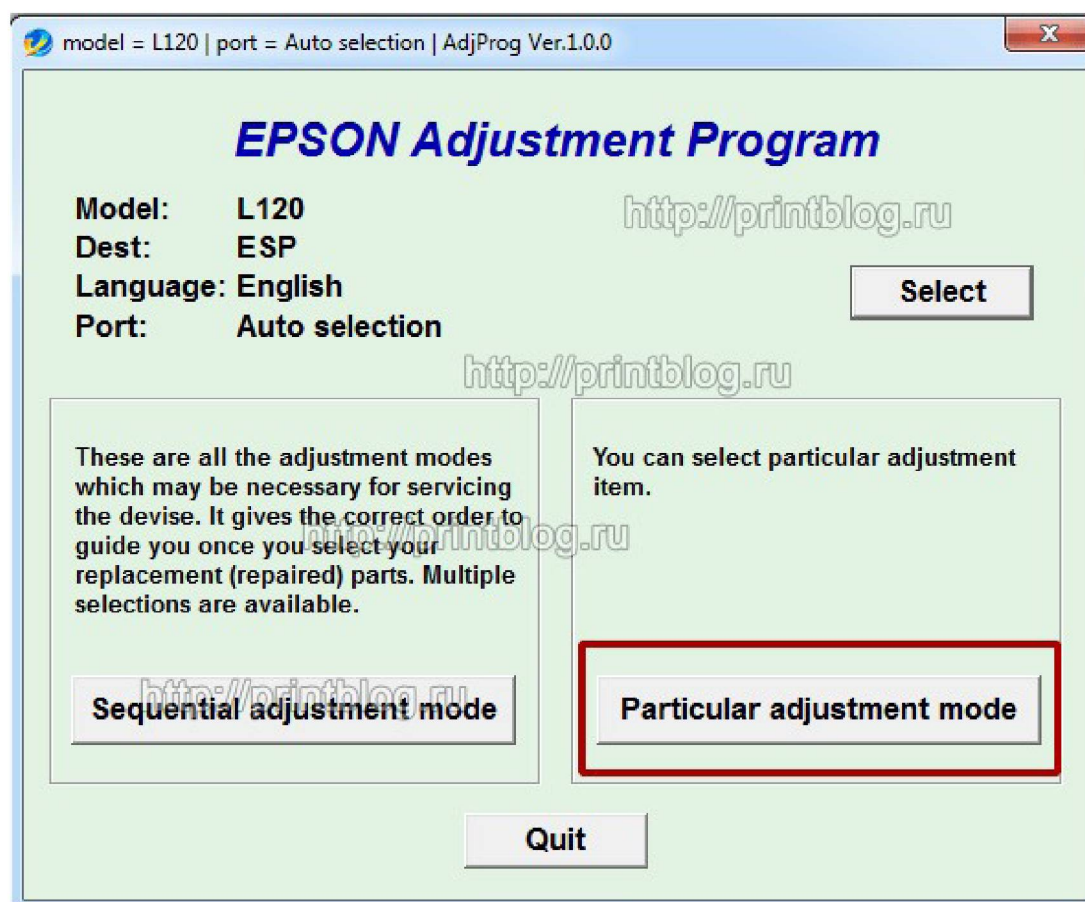 model = L120 | port = Auto selection | AdjProg Ver.1.0.0
EPSON Adjustment Program
Model: L120
http://printblog.ru
Dest: ESP
Language: English
Select
Port: Auto selection
http://printblog.ru
These are all the adjustment modes
which may be necessary for servicing
the devise. It gives the correct order to
guide you once you select your
replacement (repaired) parts. Multiple
selections are available.
http://printblog.ru
You can select particular adjustment
item.
http://printblog.ru
Sequential adjustment mode
Particular adjustment mode
Quit